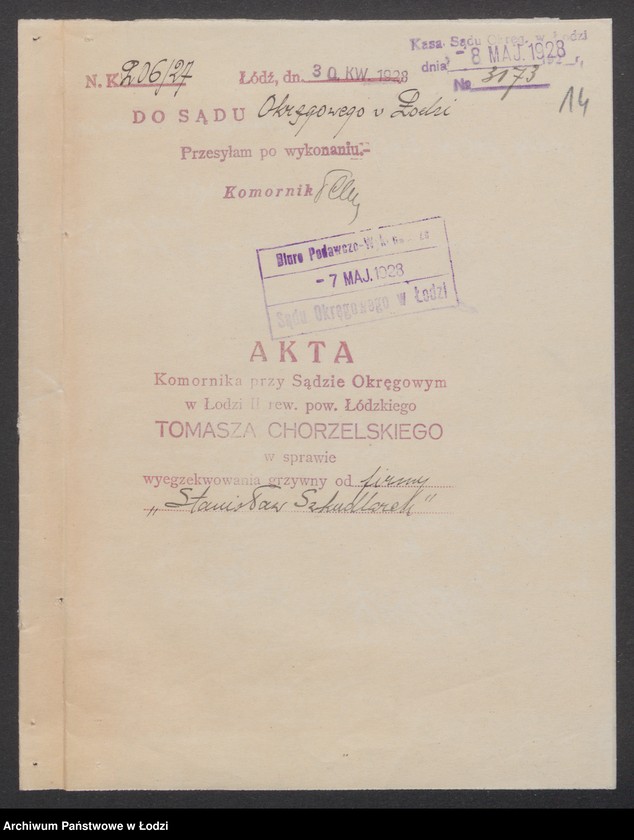 Kasa Sądu Okręg. w Łodzi
dnia - 8 MAJ. 1928 r,
№ 3173
14
N. K. 206/27 Łódź, dn. 30. KW. 1928
DO SĄDU Okręgowego w Łodzi
Przesyłam po wykonaniu.-
Komornik
Biuro Podawczo-
- 7 MAJ. 1928
Sądu Okręgowego w Łodzi
AKTA
Komornika przy Sądzie Okręgowym
w Łodzi II rew. pow. Łódzkiego
TOMASZA CHORZELSKIEGO
w sprawie
wyegzekwowania grzywny od firmy
„Stanisław Szkudlarek"
Archiwum Państwowe w Łodzi